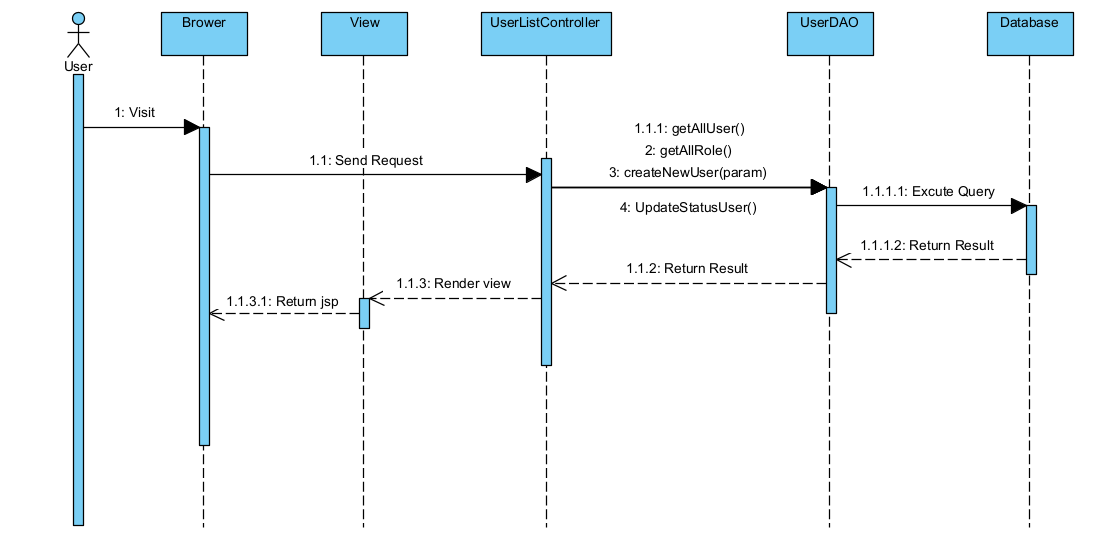 Brower
View
UserListController
UserDAO
Database
User
1: Visit
1.1: Send Request
1.1.1: getAllUser()
2: getAllRole()
3: createNewUser(param)
4: UpdateStatusUser()
1.1.1.1: Excute Query
1.1.1.2: Return Result
1.1.2: Return Result
1.1.3: Render view
1.1.3.1: Return jsp